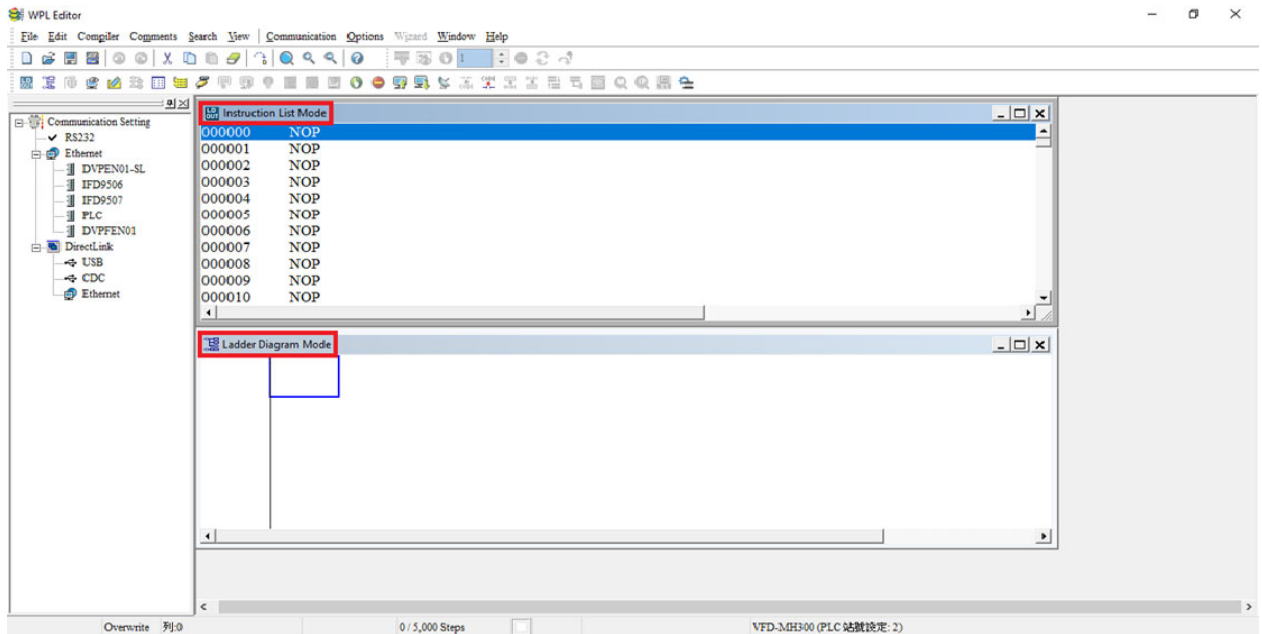 WPL Editor
File Edit Compiler Comments Search View Communication Options Wizard Window Help
1
Communication Setting
RS232
Ethernet
DVPEN01-SL
IFD9506
IFD9507
PLC
DVPFEN01
DirectLink
USB
CDC
Ethernet
Instruction List Mode
000000 NOP
000001 NOP
000002 NOP
000003 NOP
000004 NOP
000005 NOP
000006 NOP
000007 NOP
000008 NOP
000009 NOP
000010 NOP
Ladder Diagram Mode
Overwrite 列:0 0 / 5,000 Steps VFD-MH300 (PLC 站號設定: 2)